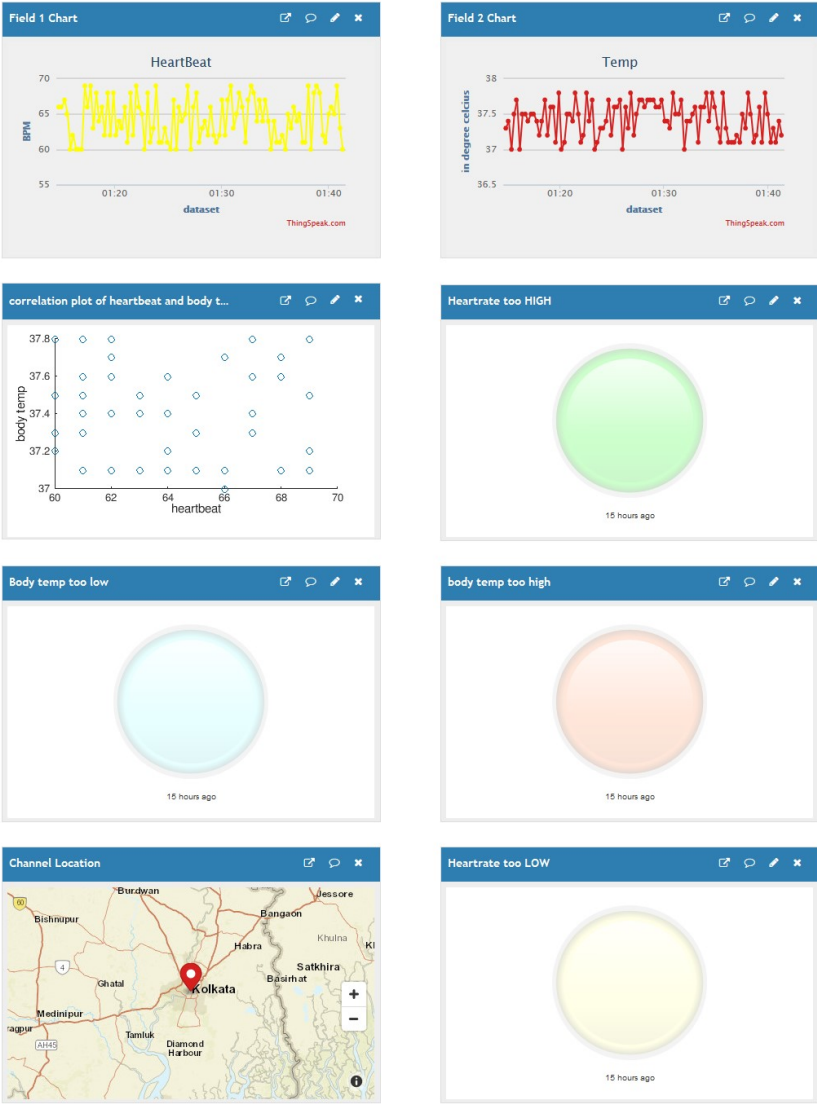 Field 1 Chart
HeartBeat
70
65
60
55
BPM
01:20 01:30 01:40
dataset
ThingSpeak.com
Field 2 Chart
Temp
38
37.5
37
36.5
in degree celcius
01:20 01:30 01:40
dataset
ThingSpeak.com
correlation plot of heartbeat and body t...
37.8
37.6
37.4
37.2
37
body temp
60 62 64 66 68 70
heartbeat
Heartrate too HIGH
15 hours ago
Body temp too low
15 hours ago
body temp too high
15 hours ago
Channel Location
60
Burdwan
Jessore
Bishnupur
Bangaon
Khulna
Habra
Kl
4
Satkhira
Ghatal
Basirhat
Kolkata
+
Medinipur
−
ragpur
Tamluk
AH45
Diamond
Harbour
Heartrate too LOW
15 hours ago